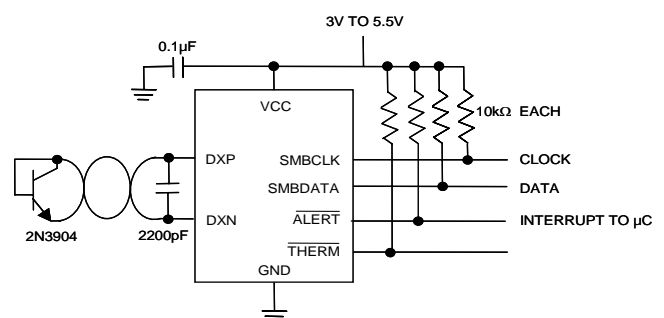 3V TO 5.5V
0.1µF
VCC
10kΩ EACH
DXP
SMBCLK
CLOCK
SMBDATA
DATA
DXN
ALERT
INTERRUPT TO µC
2N3904
2200pF
THERM
GND